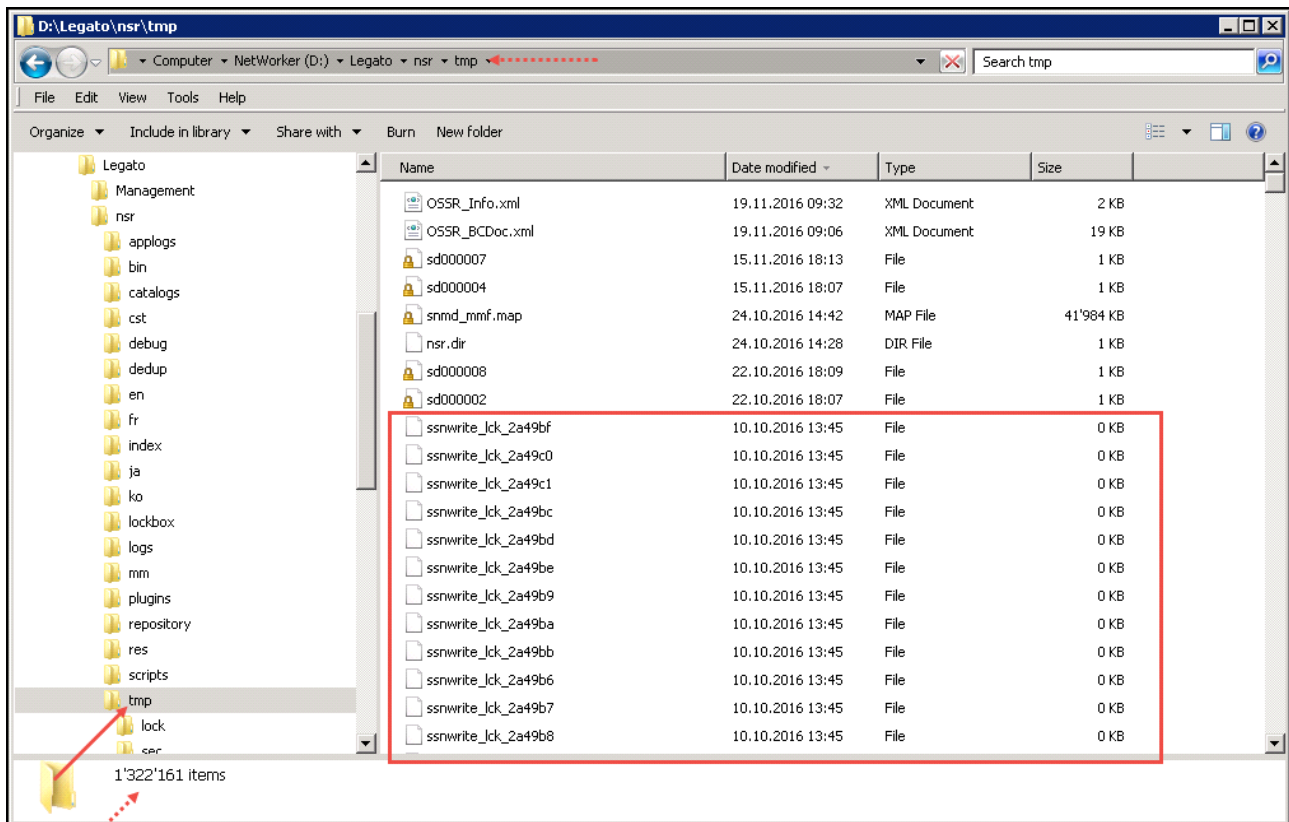 D:\Legato\nsr\tmp
Computer NetWorker (D:) Legato nsr tmp Search tmp
File Edit View Tools Help
Organize Include in library Share with Burn New folder
Legato
Management
nsr
applogs
bin
catalogs
cst
debug
dedup
en
fr
index
ja
ko
lockbox
logs
mm
plugins
repository
res
scripts
tmp
lock
sec
Name Date modified Type Size
OSSR_Info.xml 19.11.2016 09:32 XML Document 2 KB
OSSR_BCDoc.xml 19.11.2016 09:06 XML Document 19 KB
sd000007 15.11.2016 18:13 File 1 KB
sd000004 15.11.2016 18:07 File 1 KB
snmd_mmf.map 24.10.2016 14:42 MAP File 41'984 KB
nsr.dir 24.10.2016 14:28 DIR File 1 KB
sd000008 22.10.2016 18:09 File 1 KB
sd000002 22.10.2016 18:07 File 1 KB
ssnwrite_lck_2a49bf 10.10.2016 13:45 File 0 KB
ssnwrite_lck_2a49c0 10.10.2016 13:45 File 0 KB
ssnwrite_lck_2a49c1 10.10.2016 13:45 File 0 KB
ssnwrite_lck_2a49bc 10.10.2016 13:45 File 0 KB
ssnwrite_lck_2a49bd 10.10.2016 13:45 File 0 KB
ssnwrite_lck_2a49be 10.10.2016 13:45 File 0 KB
ssnwrite_lck_2a49b9 10.10.2016 13:45 File 0 KB
ssnwrite_lck_2a49ba 10.10.2016 13:45 File 0 KB
ssnwrite_lck_2a49bb 10.10.2016 13:45 File 0 KB
ssnwrite_lck_2a49b6 10.10.2016 13:45 File 0 KB
ssnwrite_lck_2a49b7 10.10.2016 13:45 File 0 KB
ssnwrite_lck_2a49b8 10.10.2016 13:45 File 0 KB
1'322'161 items